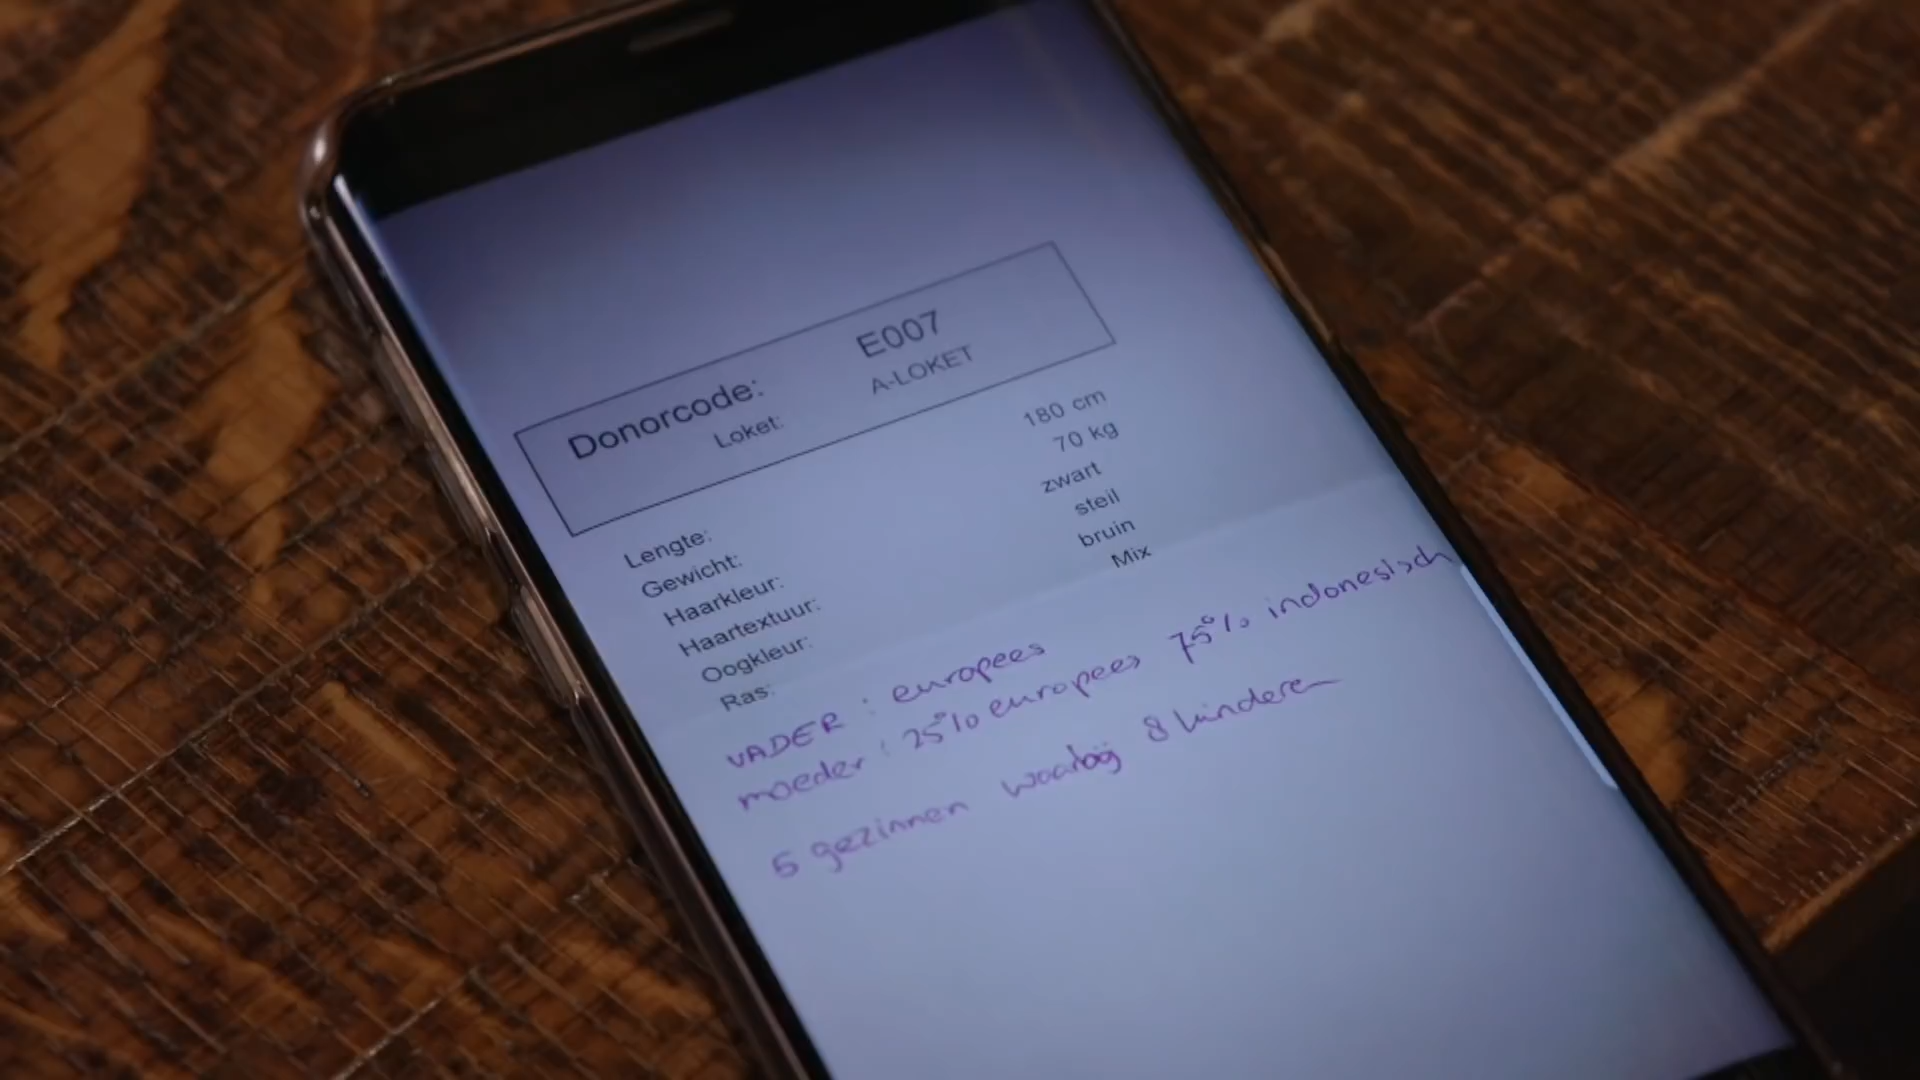 Donorcode: E007
Loket: A-LOKET
Lengte: 180 cm
Gewicht: 70 kg
Haarkleur: zwart
Haartextuur: steil
Oogkleur: bruin
Ras: Mix
VADER : europees
moeder : 25% europees 75% indonesisch
5 gezinnen waarbij 8 kinderen